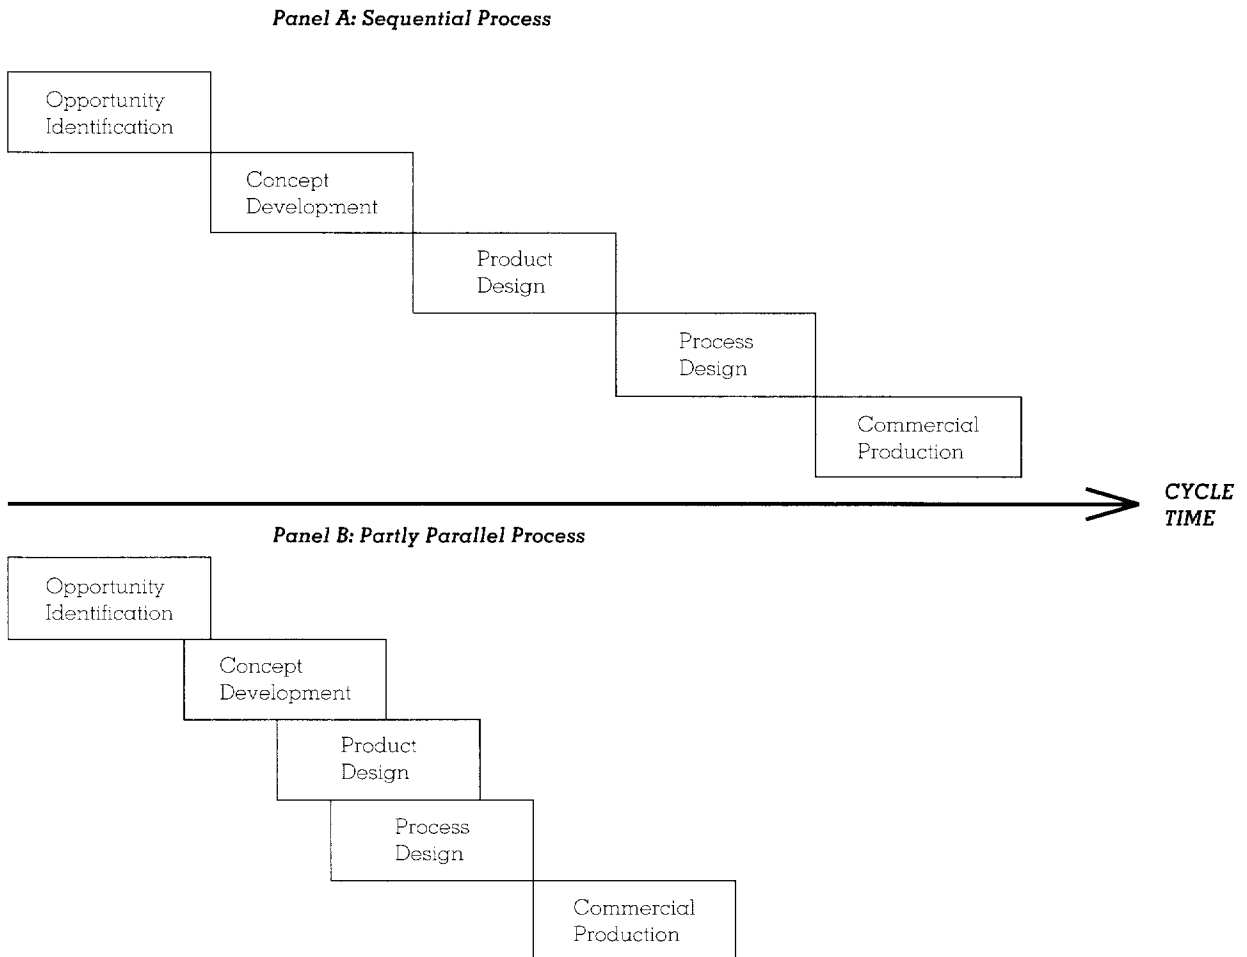 Panel A: Sequential Process
Opportunity
Identification
Concept
Development
Product
Design
Process
Design
Commercial
Production
CYCLE
TIME
Panel B: Partly Parallel Process
Opportunity
Identification
Concept
Development
Product
Design
Process
Design
Commercial
Production